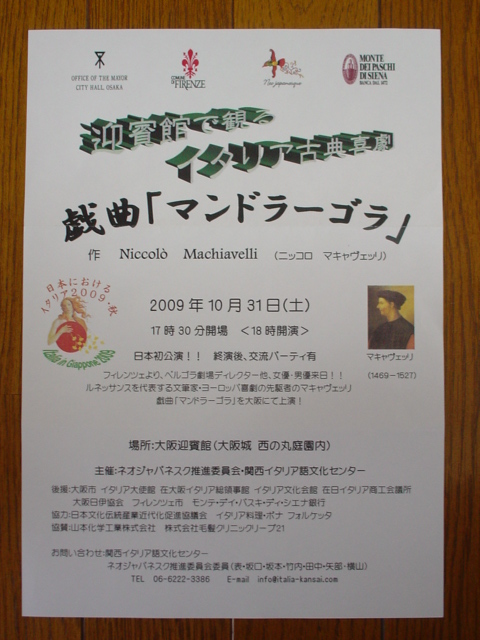 OFFICE OF THE MAYOR
CITY HALL, OSAKA
COMUNE DI FIRENZE
Neo japonesque
MONTE
DEI PASCHI
DI SIENA
BANCA DAL 1472
迎賓館で観る
イタリア古典喜劇
戯曲「マンドラーゴラ」
作 Niccolò Machiavelli (ニッコロ マキャヴェッリ)
日本における
イタリア2009・秋
Italia in Giappone 2009
2009年10月31日(土)
17時30分開場 <18時開演>
日本初公演!! 終演後、交流パーティ有
マキャヴェッリ
(1469-1527)
フィレンツェより、ペルゴラ劇場ディレクター他、女優・男優来日!!
ルネッサンスを代表する文筆家・ヨーロッパ喜劇の先駆者のマキャヴェッリ
戯曲「マンドラーゴラ」を大阪にて上演!
場所:大阪迎賓館(大阪城 西の丸庭園内)
主催:ネオジャパネスク推進委員会・関西イタリア語文化センター
後援:大阪市 イタリア大使館 在大阪イタリア総領事館 イタリア文化会館 在日イタリア商工会議所
大阪日伊協会 フィレンツェ市 モンテ・デイ・パスキ・ディ・シエナ銀行
協力:日本文化伝統産業近代化促進協議会 イタリア料理・ボナ フォルケッタ
協賛:山本化学工業株式会社 株式会社毛髪クリニックリーブ21
お問い合わせ:関西イタリア語文化センター
ネオジャパネスク推進委員会委員(表・坂口・坂本・竹内・田中・矢部・横山)
TEL 06-6222-3386 E-mail info@italia-kansai.com